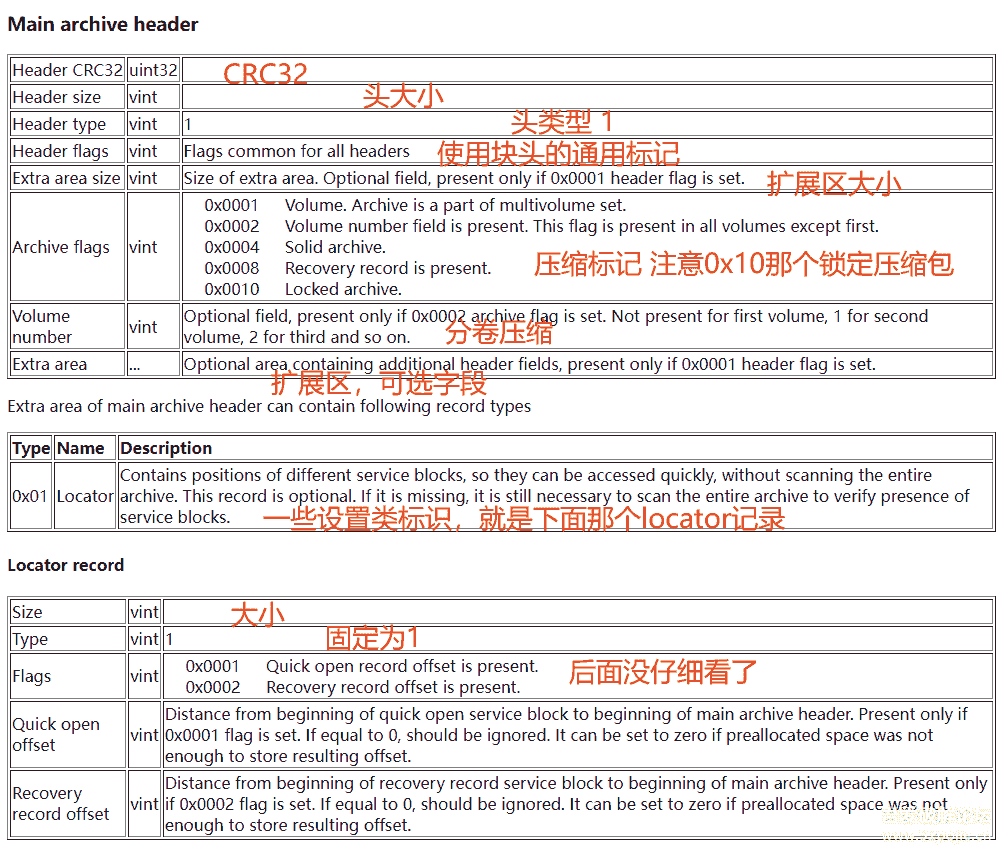 Main archive header
Header CRC32 uint32 CRC32
Header size vint 头大小
Header type vint 1 头类型 1
Header flags vint Flags common for all headers 使用块头的通用标记
Extra area size vint Size of extra area. Optional field, present only if 0x0001 header flag is set. 扩展区大小
Archive flags vint
0x0001 Volume. Archive is a part of multivolume set.
0x0002 Volume number field is present. This flag is present in all volumes except first.
0x0004 Solid archive.
0x0008 Recovery record is present.
0x0010 Locked archive.
压缩标记 注意0x10那个锁定压缩包
Volume number vint
Optional field, present only if 0x0002 archive flag is set. Not present for first volume, 1 for second
volume, 2 for third and so on.
分卷压缩
Extra area ... Optional area containing additional header fields, present only if 0x0001 header flag is set.
扩展区，可选字段
Extra area of main archive header can contain following record types
Type Name Description
0x01 Locator
Contains positions of different service blocks, so they can be accessed quickly, without scanning the entire
archive. This record is optional. If it is missing, it is still necessary to scan the entire archive to verify presence of
service blocks.
一些设置类标识，就是下面那个locator记录
Locator record
Size vint 大小
Type vint 1 固定为1
Flags vint
0x0001 Quick open record offset is present.
0x0002 Recovery record offset is present.
后面没仔细看了
Quick open
offset
vint
Distance from beginning of quick open service block to beginning of main archive header. Present only if
0x0001 flag is set. If equal to 0, should be ignored. It can be set to zero if preallocated space was not
enough to store resulting offset.
Recovery
record offset
vint
Distance from beginning of recovery record service block to beginning of main archive header. Present only
if 0x0002 flag is set. If equal to 0, should be ignored. It can be set to zero if preallocated space was not
enough to store resulting offset.